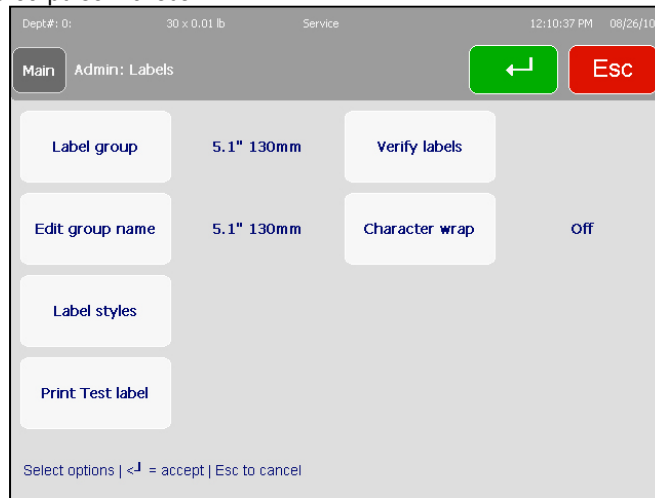 Dept#: 0: 30 x 0.01 lb Service 12:10:37 PM 08/26/10
Main Admin: Labels Esc
Label group 5.1" 130mm Verify labels
Edit group name 5.1" 130mm Character wrap Off
Label styles
Print Test label
Select options | <┘ = accept | Esc to cancel